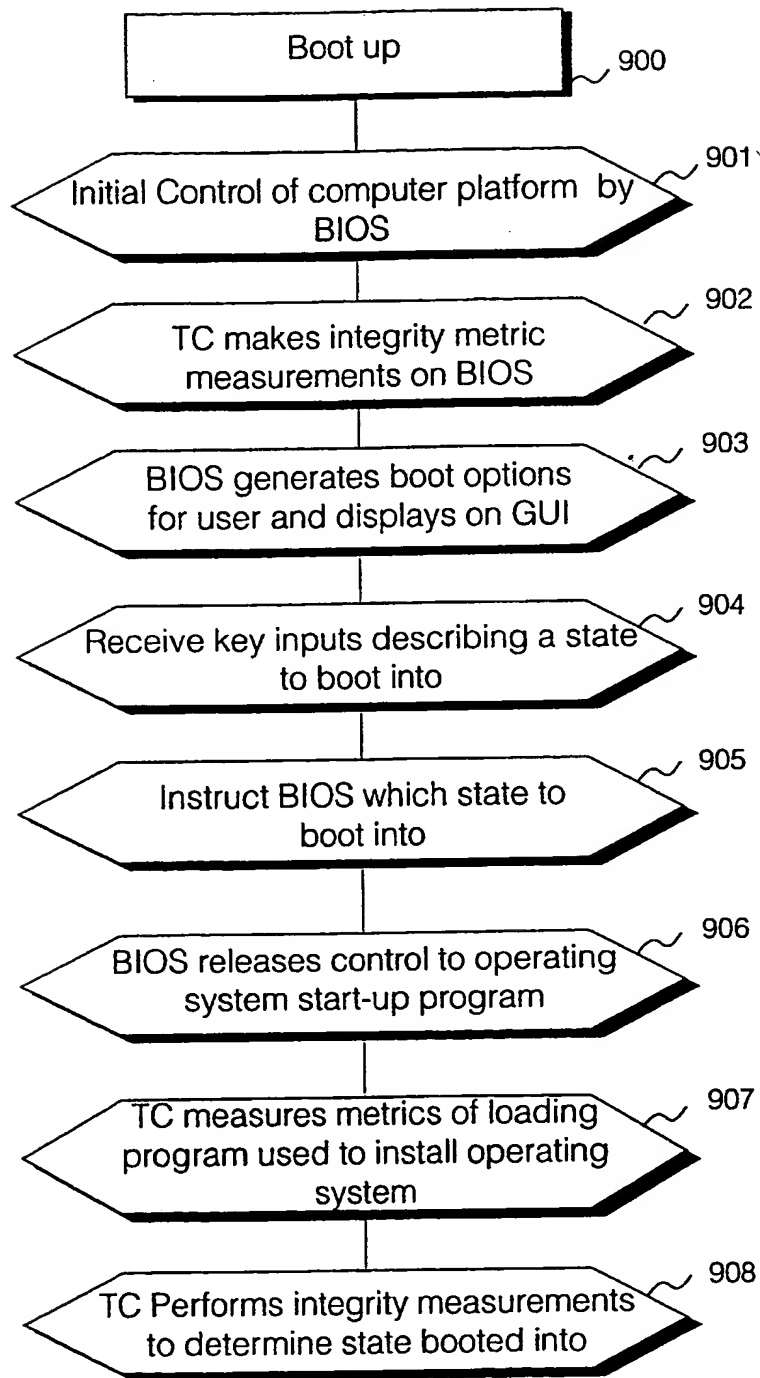 Boot up
900
901
Initial Control of computer platform by
BIOS
902
TC makes integrity metric
measurements on BIOS
903
BIOS generates boot options
for user and displays on GUI
904
Receive key inputs describing a state
to boot into
905
Instruct BIOS which state to
boot into
906
BIOS releases control to operating
system start-up program
907
TC measures metrics of loading
program used to install operating
system
908
TC Performs integrity measurements
to determine state booted into